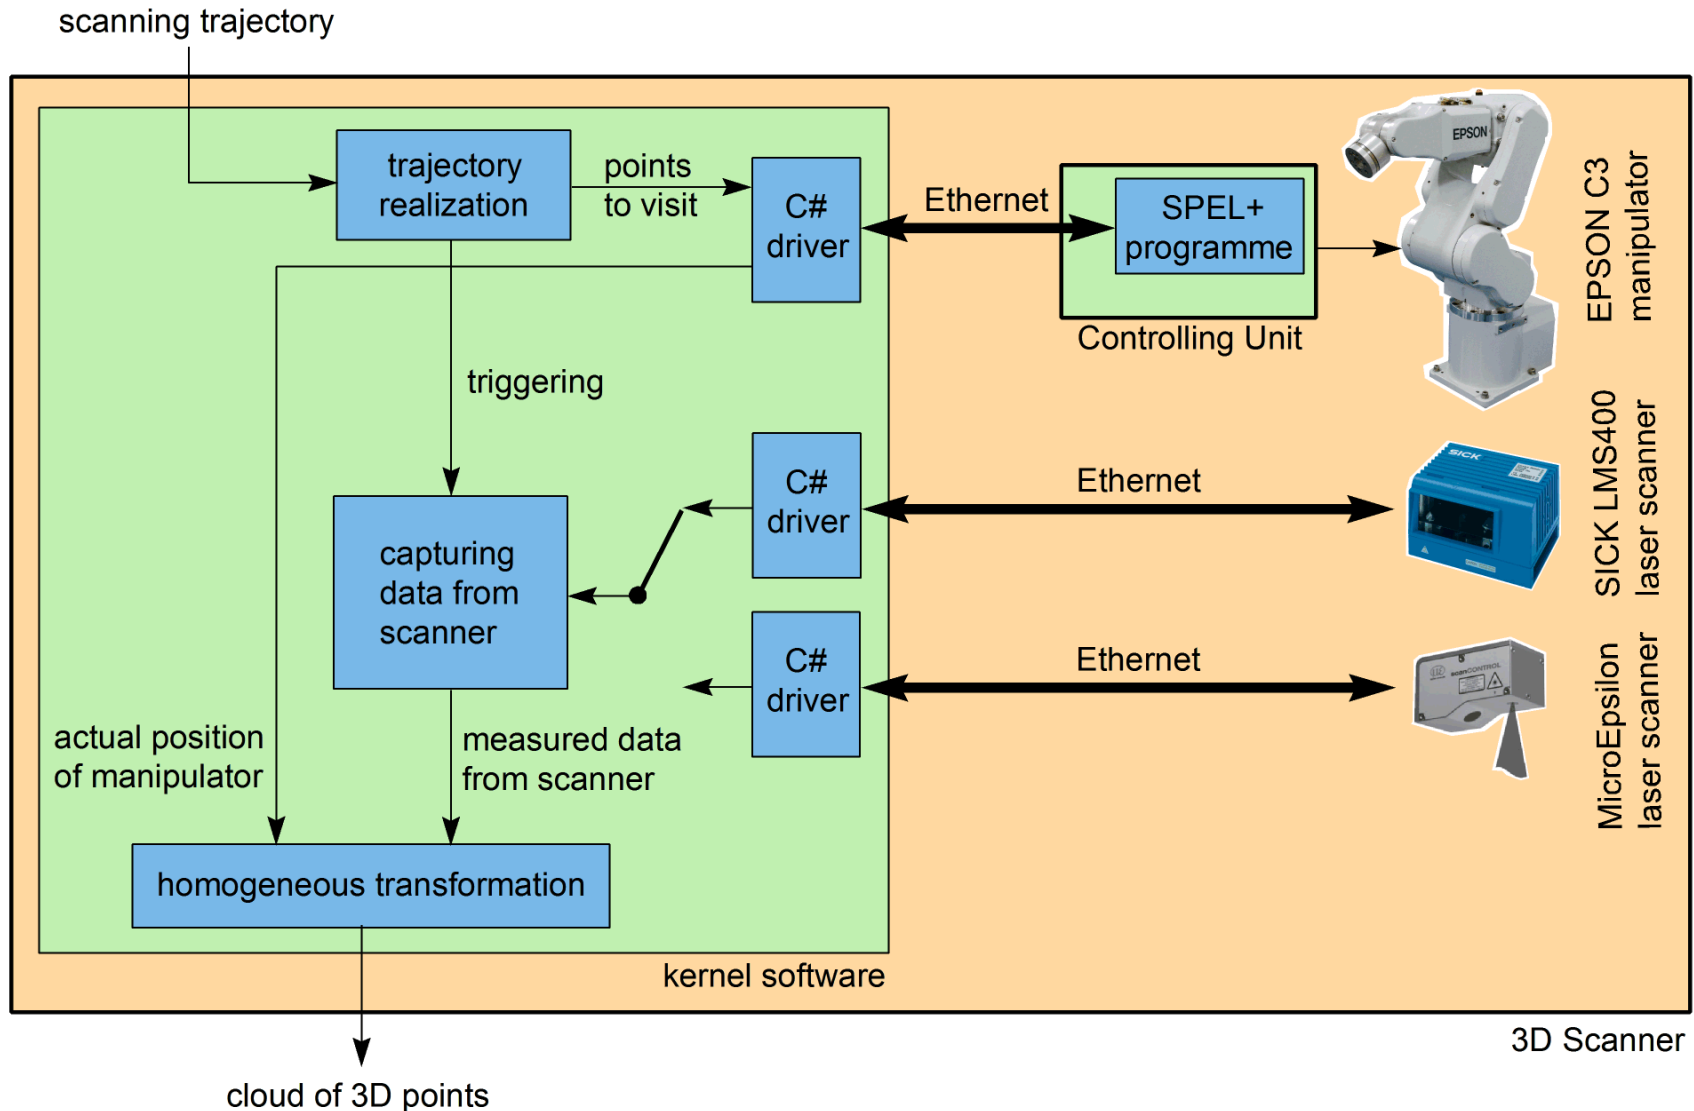 scanning trajectory
trajectory
realization
points
to visit
C#
driver
Ethernet
SPEL+
programme
Controlling Unit
EPSON
EPSON C3
manipulator
triggering
capturing
data from
scanner
C#
driver
Ethernet
SICK
SICK LMS400
laser scanner
C#
driver
Ethernet
scanCONTROL
MicroEpsilon
laser scanner
actual position
of manipulator
measured data
from scanner
homogeneous transformation
kernel software
3D Scanner
cloud of 3D points